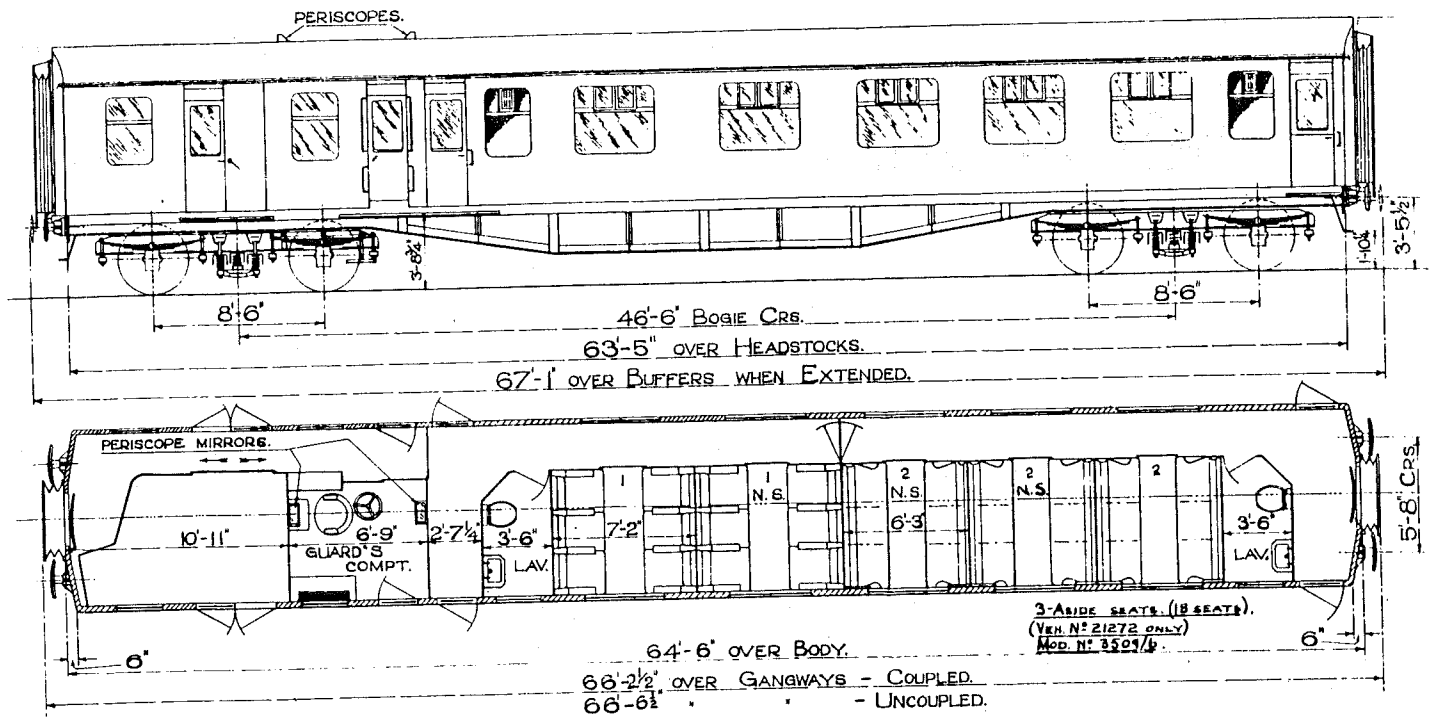 PERISCOPES.
3'-8¾"
1'-10¼"
3'-5½"
8'-6"
8'-6"
46'-6" BOGIE CRS.
63'-5" OVER HEADSTOCKS.
67'-1" OVER BUFFERS WHEN EXTENDED.
PERISCOPE MIRRORS.
1
1
N.S.
2
N.S.
2
N.S.
2
10'-11"
6'-9"
2'-7¼"
3'-6"
7'-2"
6'-3"
3'-6"
5'-8" CRS.
GUARD'S
COMPT.
LAV.
LAV.
3-ASIDE SEATS. (18 SEATS).
(VEH. Nº 21272 ONLY)
MOD. Nº 3509/b.
6"
6"
64'-6" OVER BODY.
66'-2½" OVER GANGWAYS - COUPLED.
66'-6½" " " - UNCOUPLED.